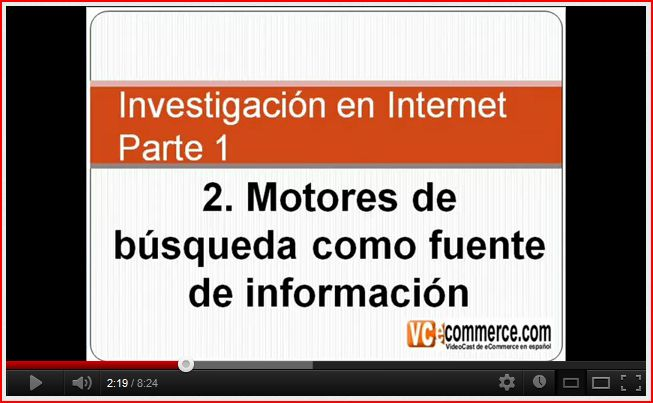 Investigación en Internet
Parte 1
2. Motores de
búsqueda como fuente
de información
VCecommerce.com
VideoCast de eCommerce en español
2:19 / 8:24